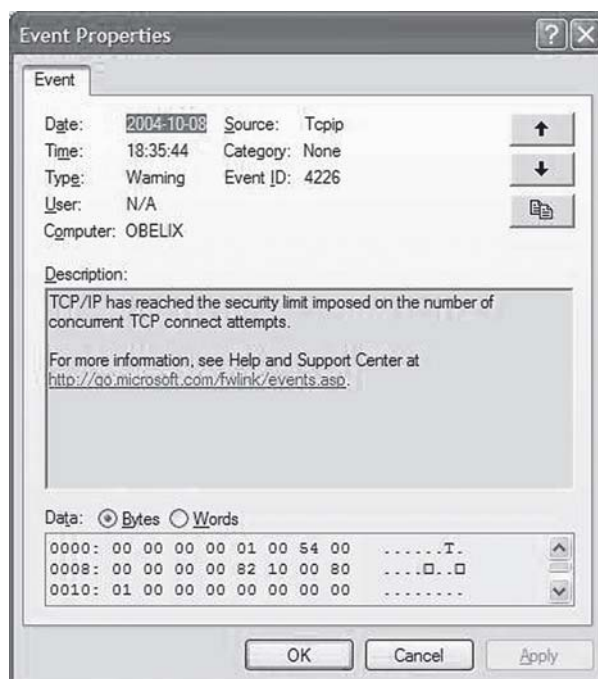 Event Properties
Event
Date: 2004-10-08 Source: Tcpip
Time: 18:35:44 Category: None
Type: Warning Event ID: 4226
User: N/A
Computer: OBELIX
Description:
TCP/IP has reached the security limit imposed on the number of
concurrent TCP connect attempts.
For more information, see Help and Support Center at
http://go.microsoft.com/fwlink/events.asp.
Data: Bytes Words
0000: 00 00 00 00 01 00 54 00 ......T.
0008: 00 00 00 00 82 10 00 80 ....□..□
0010: 01 00 00 00 00 00 00 00 ........
OK Cancel Apply